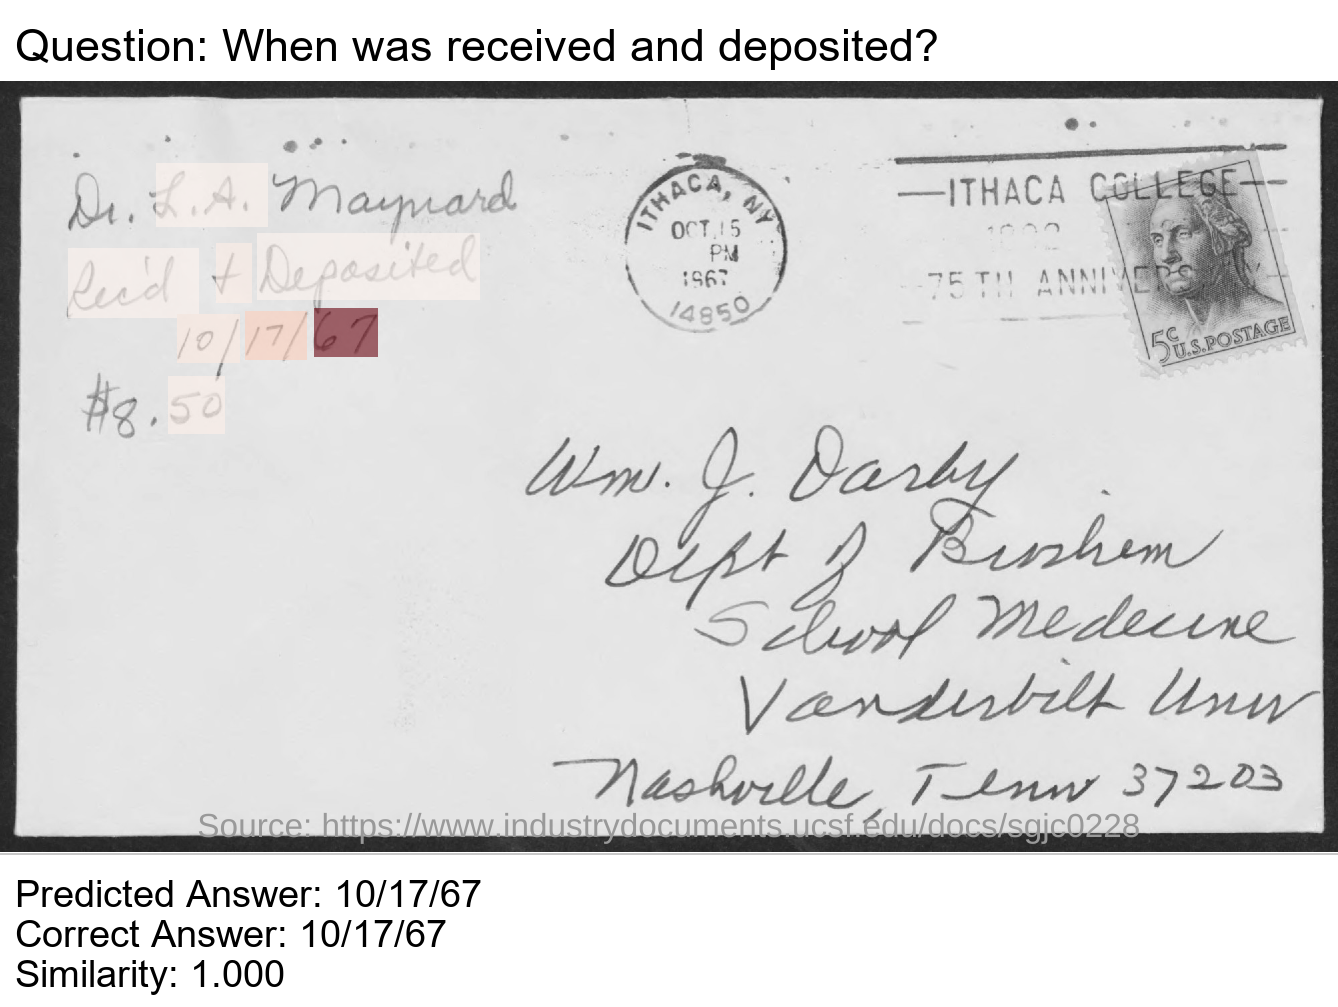 Question: When was received and deposited?
Dr. L.A. Maynard
Rec'd + Deposited
10/17/67
$8.50
ITHACA, NY
OCT 15
PM
1967
14850
ITHACA COLLEGE
1892
75TH ANNIVERSARY
5c U.S.POSTAGE
Wm. J. Darby
Dept of Biochem
School Medecine
Vanderbilt Univ
Nashville, Tenn 37203
Source: https://www.industrydocuments.ucsf.edu/docs/sgjc0228
Predicted Answer: 10/17/67
Correct Answer: 10/17/67
Similarity: 1.000